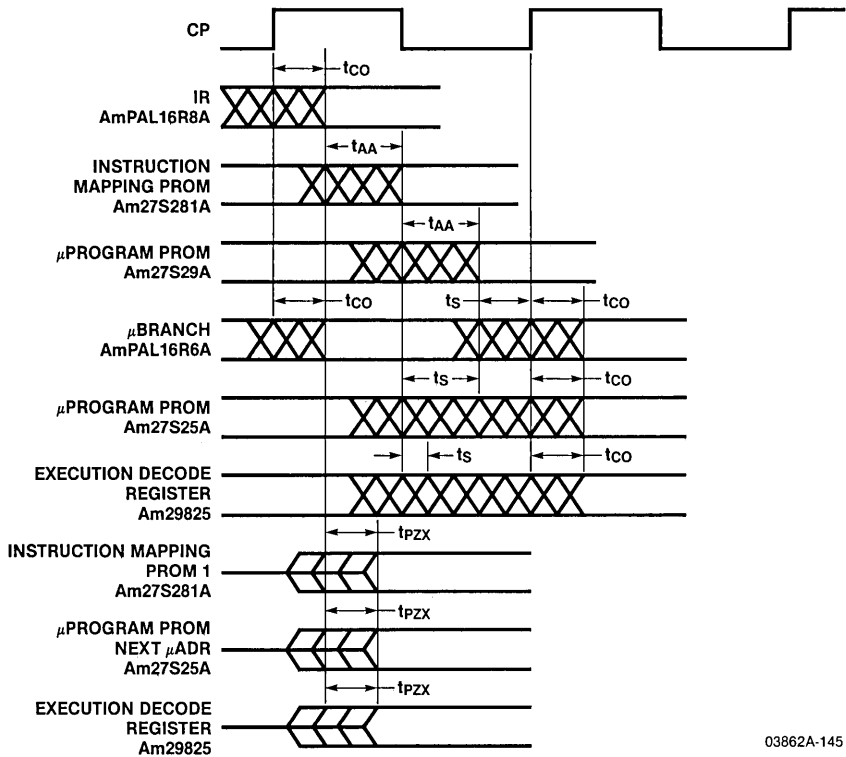 CP
tCO
IR
AmPAL16R8A
tAA
INSTRUCTION
MAPPING PROM
Am27S281A
tAA
μPROGRAM PROM
Am27S29A
tCO
tS
tCO
μBRANCH
AmPAL16R6A
tS
tCO
μPROGRAM PROM
Am27S25A
tS
tCO
EXECUTION DECODE
REGISTER
Am29825
tPZX
INSTRUCTION MAPPING
PROM 1
Am27S281A
tPZX
μPROGRAM PROM
NEXT μADR
Am27S25A
tPZX
EXECUTION DECODE
REGISTER
Am29825
03862A-145